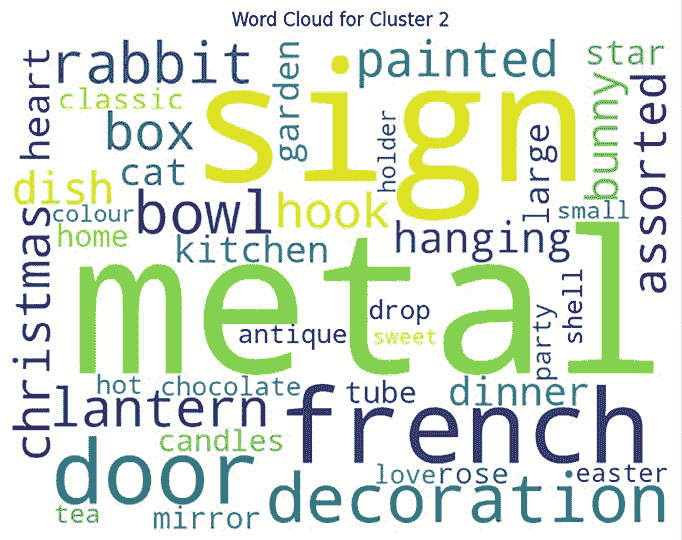 Word Cloud for Cluster 2
heart
rabbit
sign
garden
painted
star
classic
box
cat
holder
large
bunny
assorted
dish
colour
home
bowl
hook
small
christmas
kitchen
hanging
metal
antique
drop
sweet
party
shell
hot
chocolate
tube
dinner
lantern
french
candles
door
decoration
love
rose
easter
tea
mirror